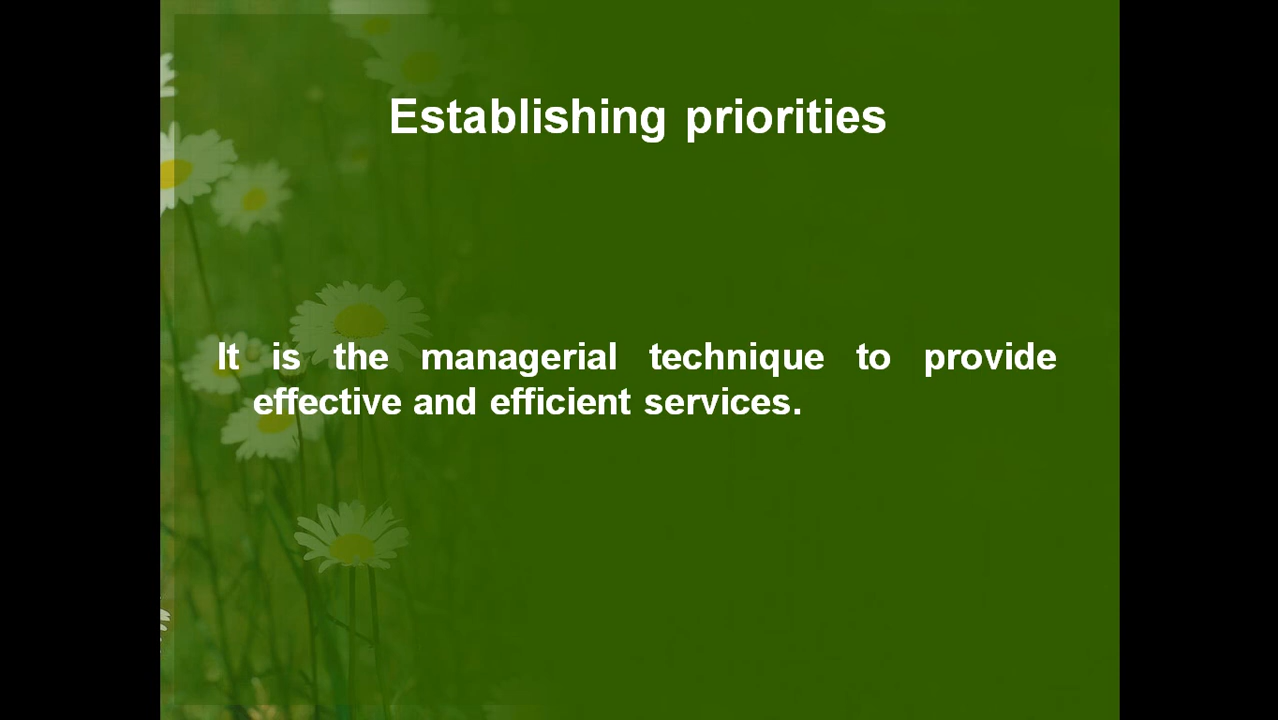 Establishing priorities
It is the managerial technique to provide
effective and efficient services.